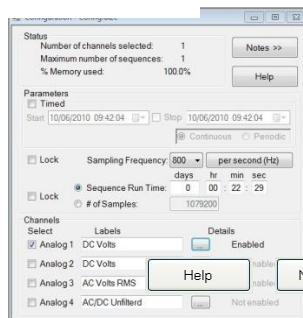 Status
Number of channels selected: 1
Maximum number of sequences: 1
% Memory used: 100.0%
Notes >>
Help
Parameters
Timed
Start 10/06/2010 09:42:04 Stop 10/06/2010 09:42:04
Continuous Periodic
Lock Sampling Frequency: 800 per second (Hz)
days hr min sec
Lock Sequence Run Time: 0 00 : 22 : 29
# of Samples: 1079200
Channels
Select Labels Details
Analog 1 DC Volts ... Enabled
Analog 2 DC Volts
Analog 3 AC Volts RMS
Help
Analog 4 AC/DC Unfilterd ... Not enabled